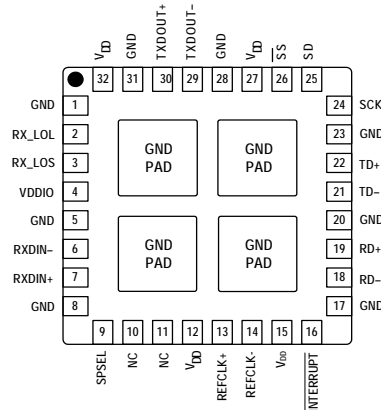 VDD GND TXDOUT+ TXDOUT- GND VDD SS SD
32 31 30 29 28 27 26 25
GND 1
RX_LOL 2
RX_LOS 3
VDDIO 4
GND 5
RXDIN- 6
RXDIN+ 7
GND 8
GND PAD
GND PAD
GND PAD
GND PAD
24 SCK
23 GND
22 TD+
21 TD-
20 GND
19 RD+
18 RD-
17 GND
9 10 11 12 13 14 15 16
SPSEL NC NC VDD REFCLK+ REFCLK- VDD INTERRUPT